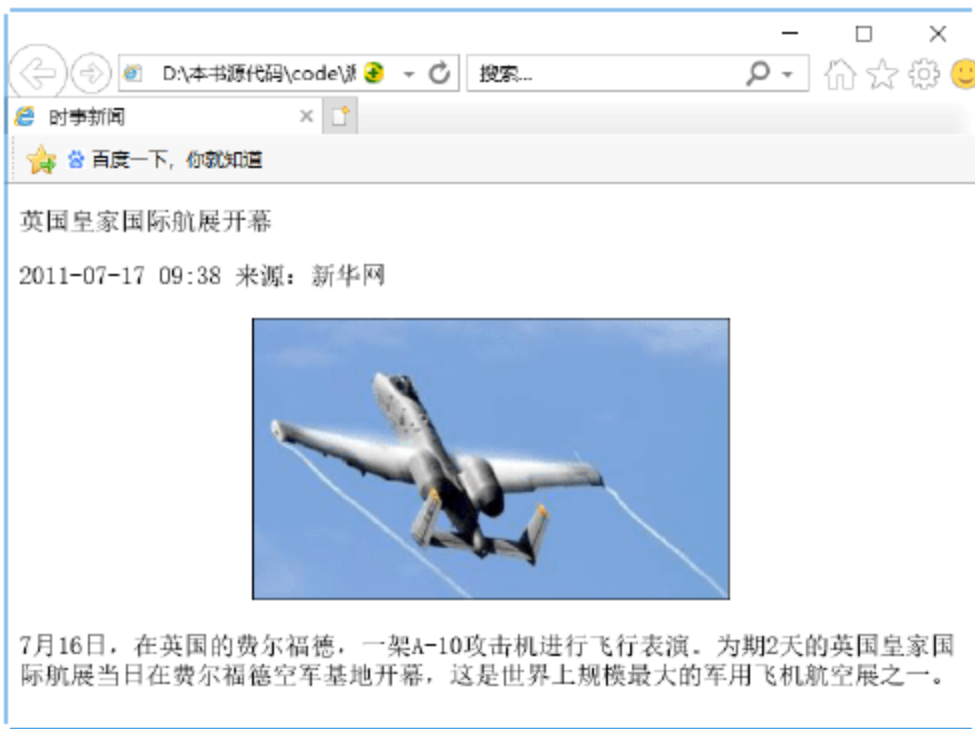 D:\本书源代码\code\
搜索...
时事新闻
百度一下，你就知道
英国皇家国际航展开幕
2011-07-17 09:38 来源：新华网
7月16日，在英国的费尔福德，一架A-10攻击机进行飞行表演。为期2天的英国皇家国
际航展当日在费尔福德空军基地开幕，这是世界上规模最大的军用飞机航空展之一。